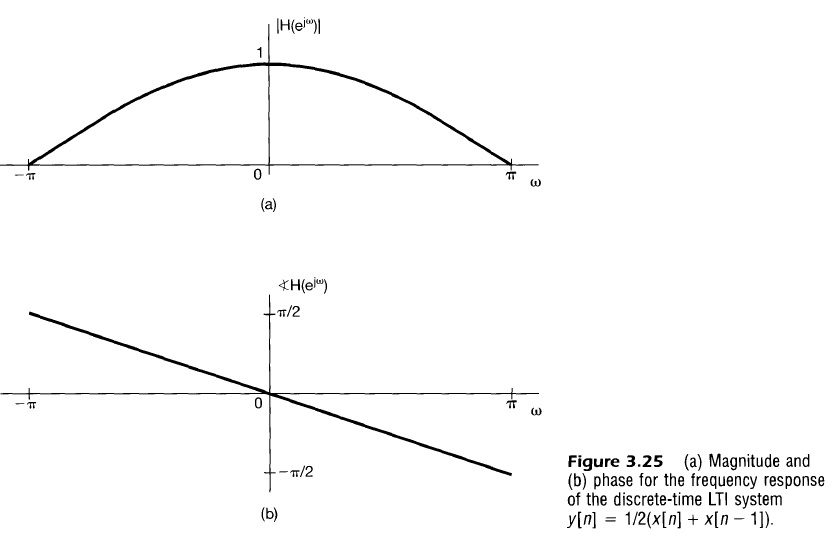 |H(e^{jω})|
1
−π
0
π
ω
(a)
∢H(e^{jω})
π/2
−π
0
π
ω
−π/2
(b)
Figure 3.25 (a) Magnitude and
(b) phase for the frequency response
of the discrete-time LTI system
y[n] = 1/2(x[n] + x[n − 1]).